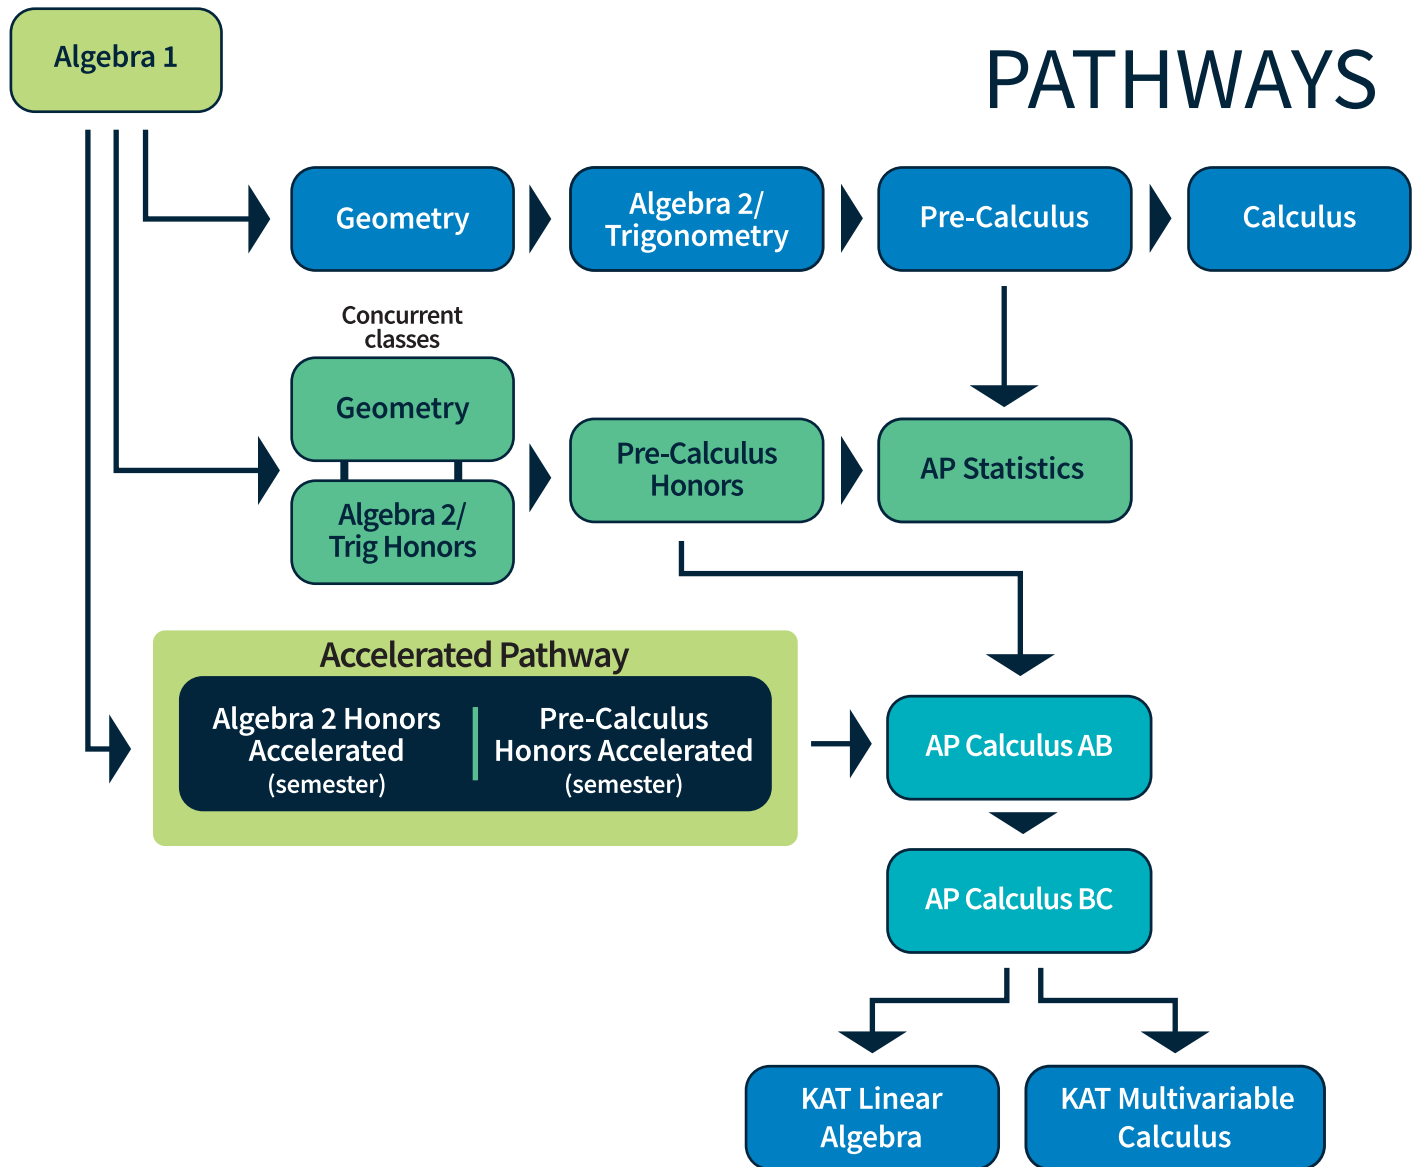 Algebra 1
PATHWAYS
Geometry
Algebra 2/
Trigonometry
Pre-Calculus
Calculus
Concurrent
classes
Geometry
Algebra 2/
Trig Honors
Pre-Calculus
Honors
AP Statistics
Accelerated Pathway
Algebra 2 Honors
Accelerated
(semester)
Pre-Calculus
Honors Accelerated
(semester)
AP Calculus AB
AP Calculus BC
KAT Linear
Algebra
KAT Multivariable
Calculus